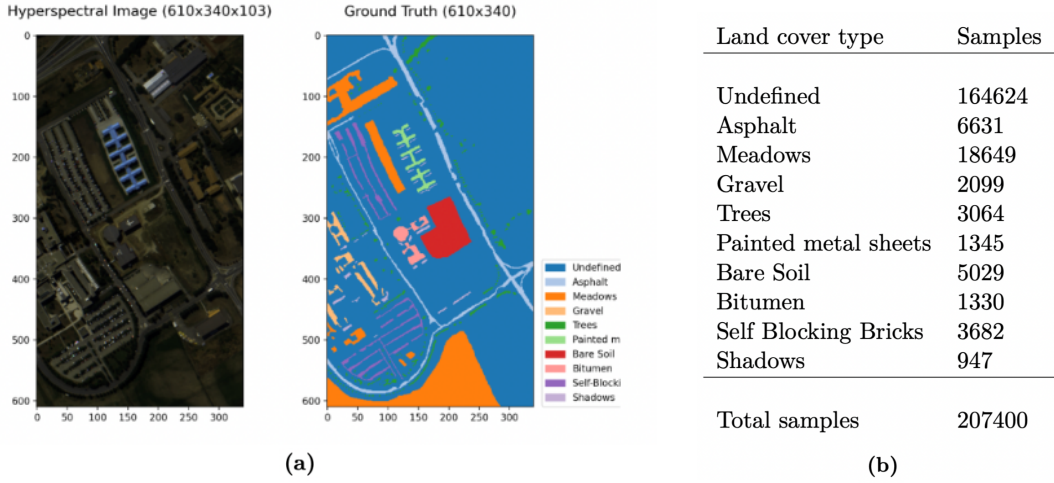 Hyperspectral Image (610x340x103)
Ground Truth (610x340)
0
100
200
300
400
500
600
0 50 100 150 200 250 300
0
100
200
300
400
500
600
0 50 100 150 200 250 300
Undefined
Asphalt
Meadows
Gravel
Trees
Painted m
Bare Soil
Bitumen
Self-Blocki
Shadows
(a)
Land cover type Samples
Undefined 164624
Asphalt 6631
Meadows 18649
Gravel 2099
Trees 3064
Painted metal sheets 1345
Bare Soil 5029
Bitumen 1330
Self Blocking Bricks 3682
Shadows 947
Total samples 207400
(b)